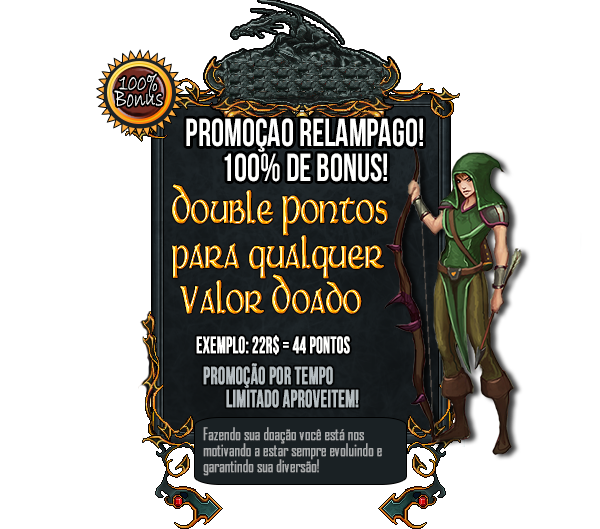 100%
Bonus
PROMOÇAO RELAMPAGO!
100% DE BONUS!
Double Pontos
para qualquer
Valor Doado
EXEMPLO: 22R$ = 44 PONTOS
PROMOÇÃO POR TEMPO
LIMITADO APROVEITEM!
Fazendo sua doação você está nos
motivando a estar sempre evoluindo e
garantindo sua diversão!